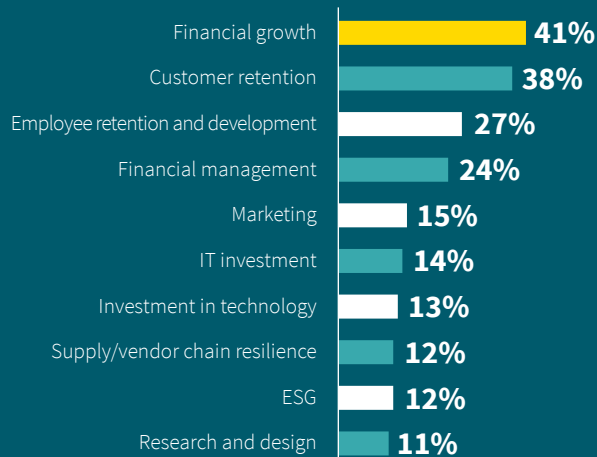 Financial growth 41%
Customer retention 38%
Employee retention and development 27%
Financial management 24%
Marketing 15%
IT investment 14%
Investment in technology 13%
Supply/vendor chain resilience 12%
ESG 12%
Research and design 11%